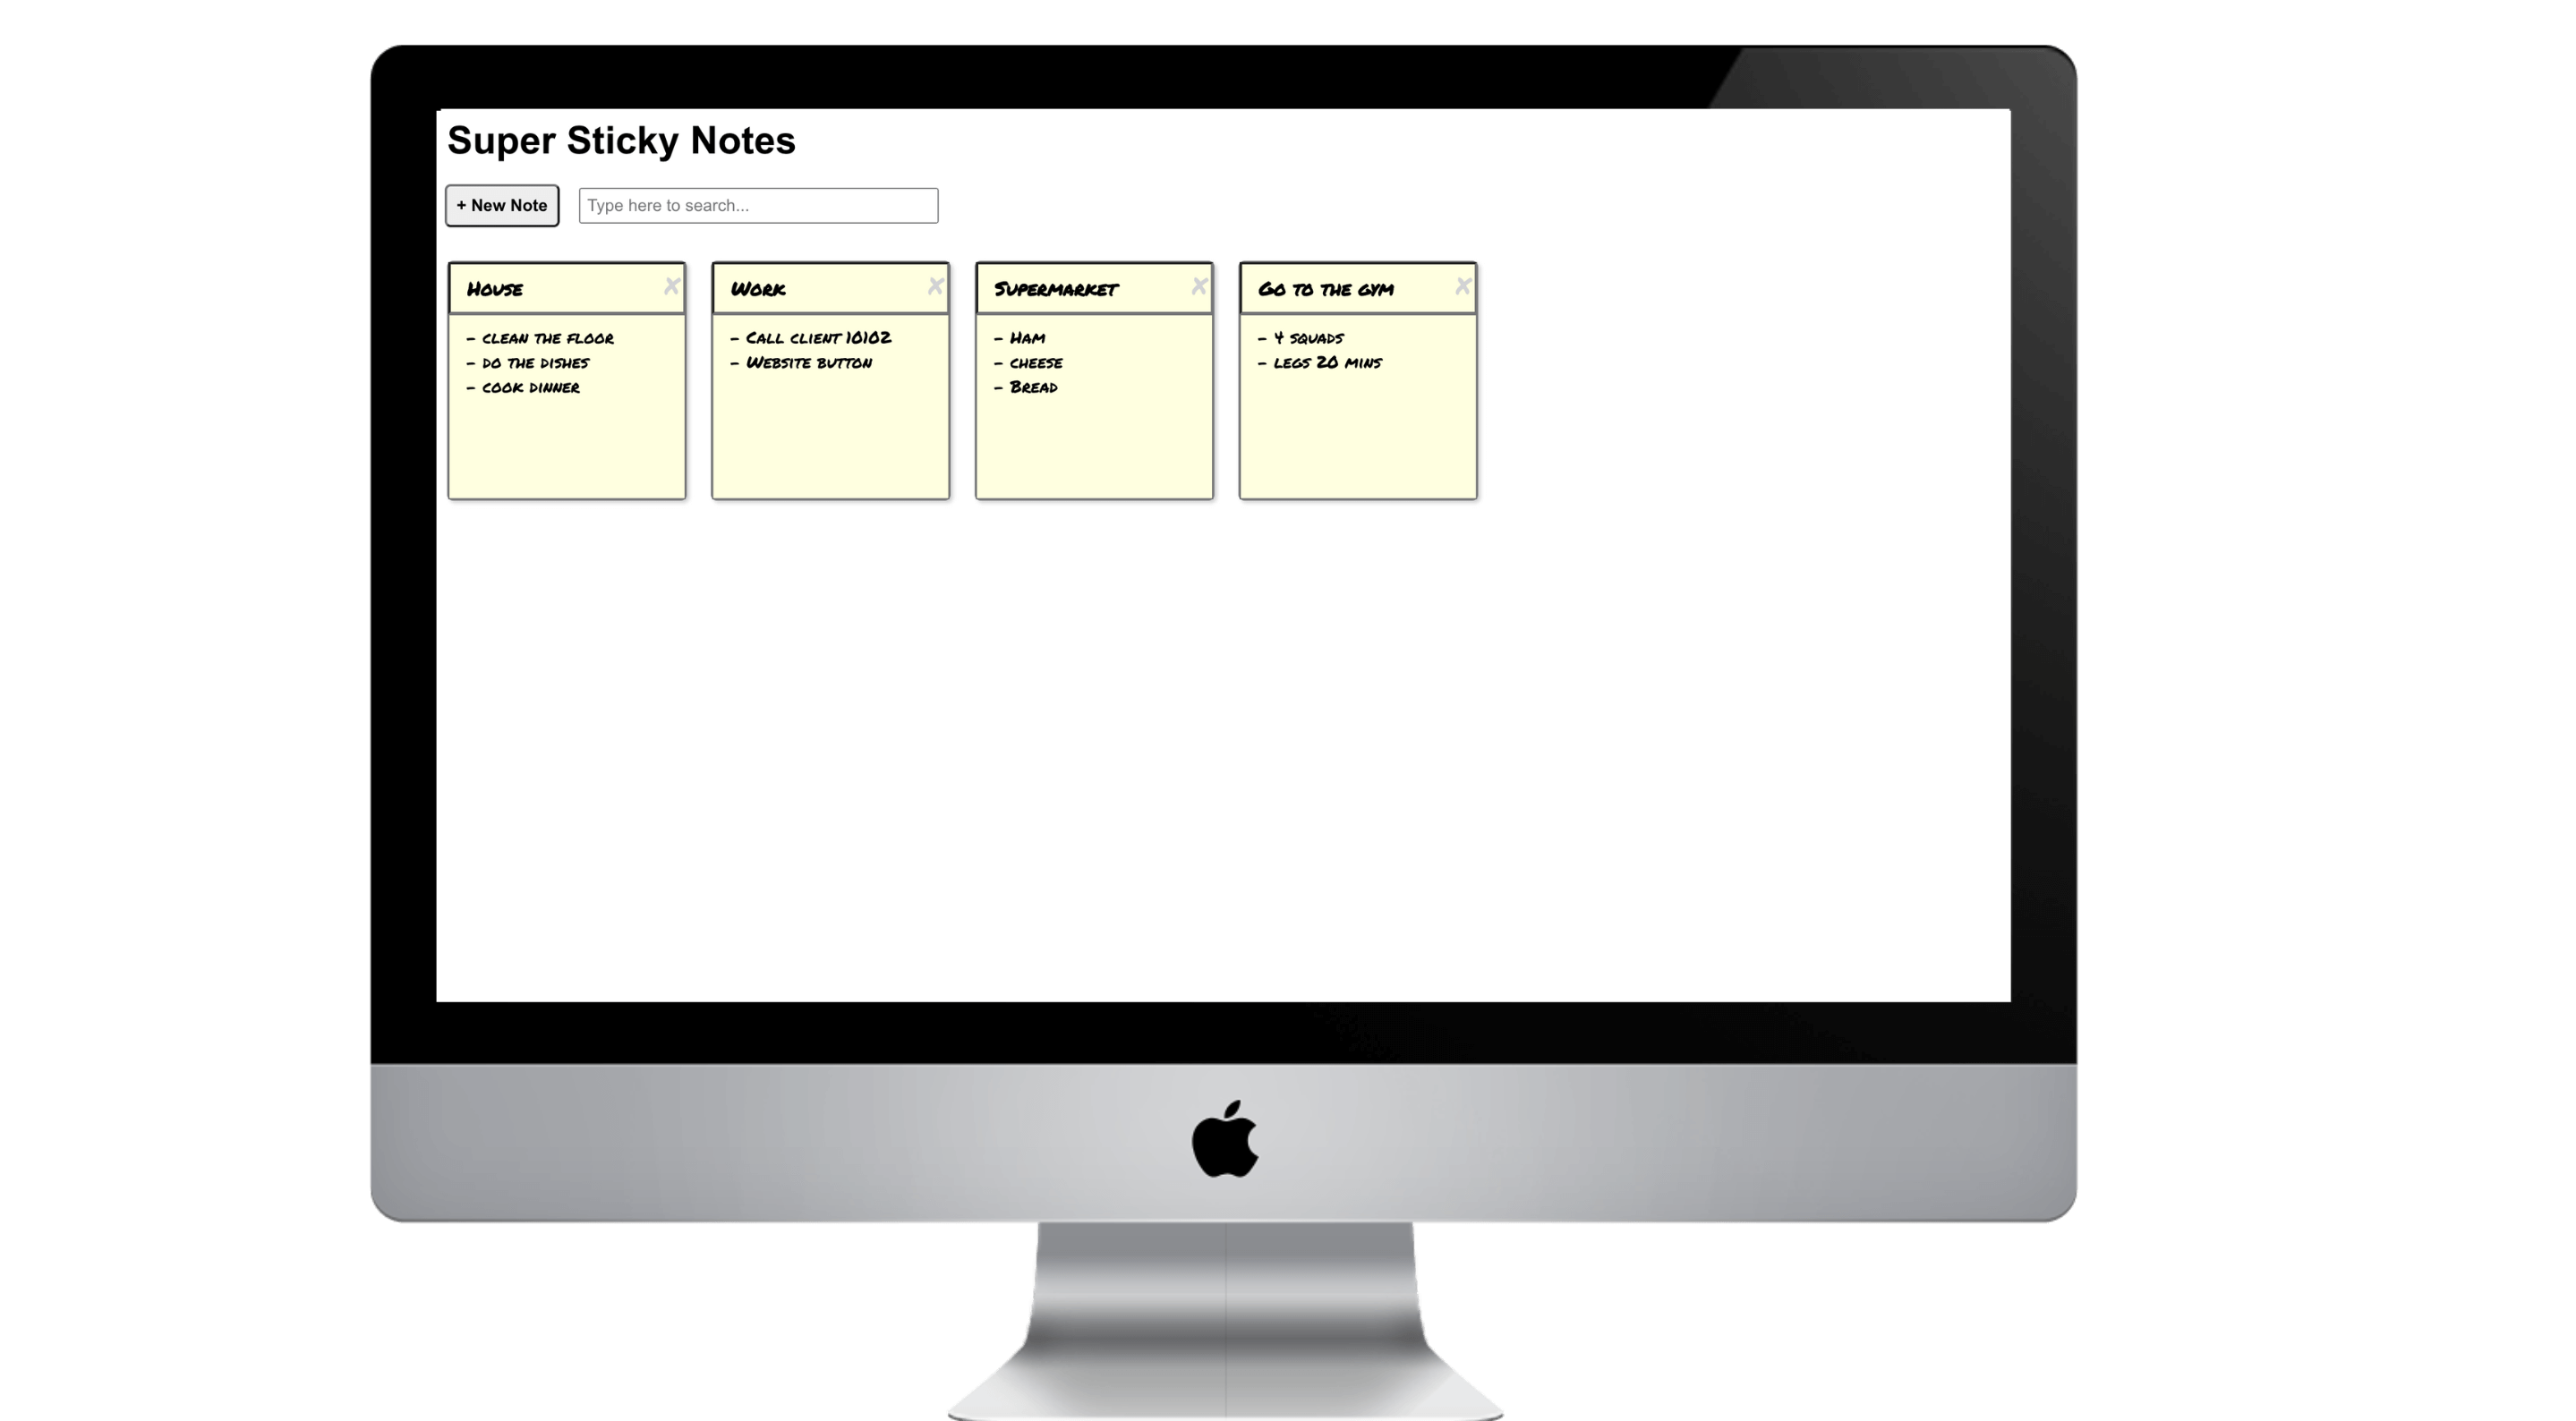 Super Sticky Notes
+ New Note
Type here to search...
House
- clean the floor
- do the dishes
- cook dinner
Work
- Call client 10102
- Website button
Supermarket
- Ham
- cheese
- Bread
Go to the gym
- 4 squads
- legs 20 mins